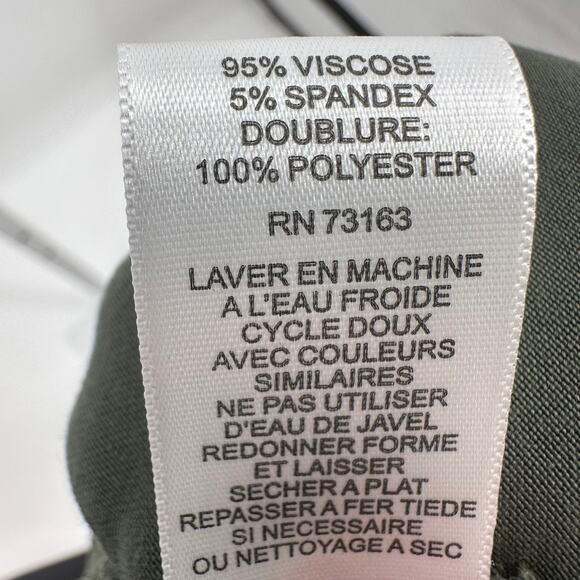 95% VISCOSE
5% SPANDEX
DOUBLURE:
100% POLYESTER
RN 73163
LAVER EN MACHINE
A L'EAU FROIDE
CYCLE DOUX
AVEC COULEURS
SIMILAIRES
NE PAS UTILISER
D'EAU DE JAVEL
REDONNER FORME
ET LAISSER
SECHER A PLAT
REPASSER A FER TIEDE
SI NECESSAIRE
OU NETTOYAGE A SEC